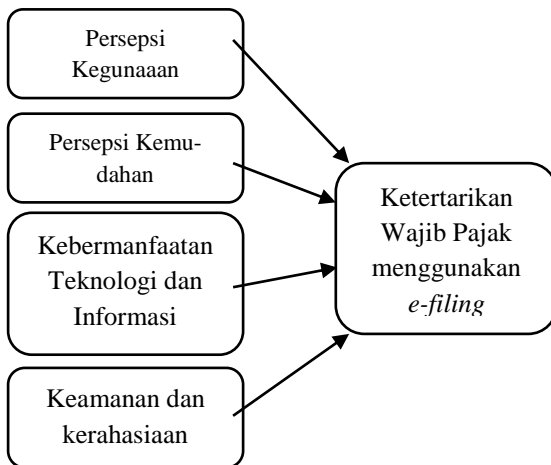 Persepsi
Kegunaaan
Persepsi Kemu-
dahan
Kebermanfaatan
Teknologi dan
Informasi
Keamanan dan
kerahasiaan
Ketertarikan
Wajib Pajak
menggunakan
e-filing